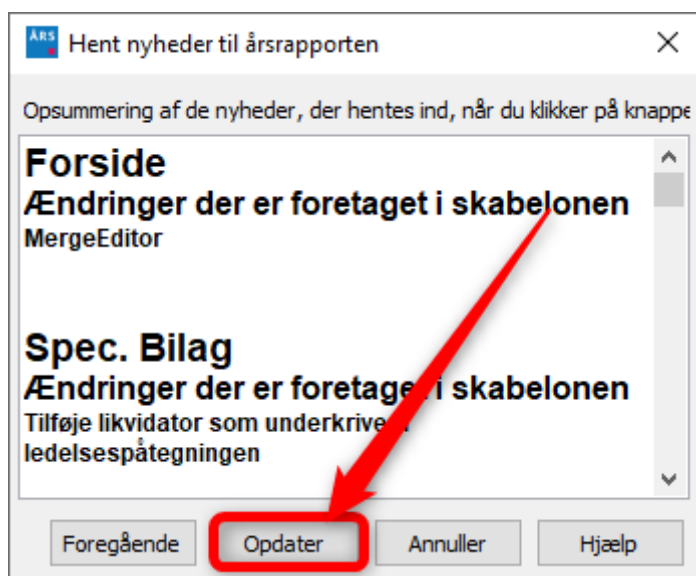 ÅRS
Hent nyheder til årsrapporten
Opsummering af de nyheder, der hentes ind, når du klikker på knappe
Forside
Ændringer der er foretaget i skabelonen
MergeEditor
Spec. Bilag
Ændringer der er foretaget i skabelonen
Tilføje likvidator som
ledelsespåtegningen
Foregående
Opdater
Annuller
Hjælp